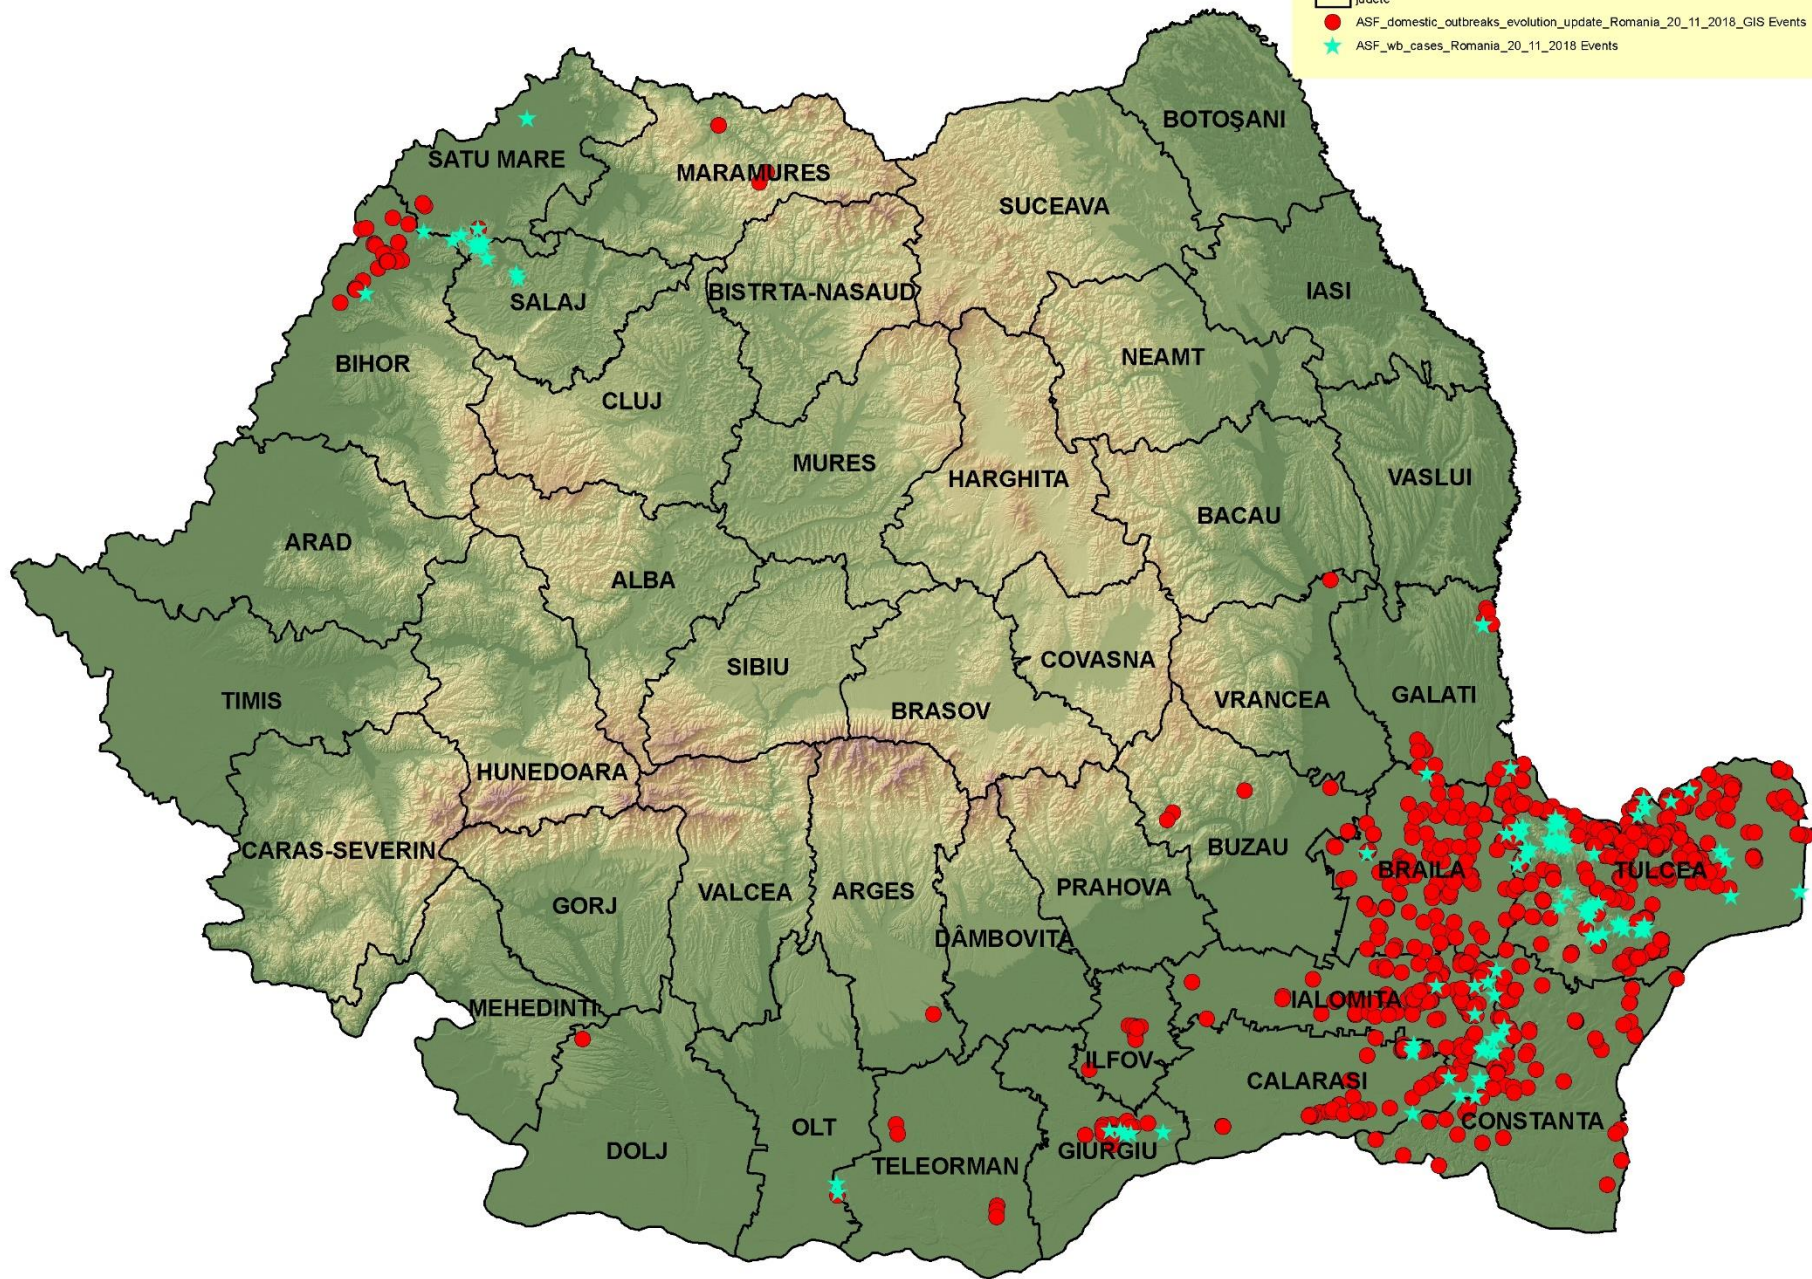 judete
ASF_domestic_outbreaks_evolution_update_Romania_20_11_2018_GIS Events
ASF_wb_cases_Romania_20_11_2018 Events
BOTOŞANI
SATU MARE
MARAMURES
SUCEAVA
BISTRTA-NASAUD
IASI
SALAJ
NEAMT
BIHOR
CLUJ
MURES
HARGHITA
VASLUI
BACAU
ARAD
ALBA
SIBIU
COVASNA
TIMIS
BRASOV
VRANCEA
GALATI
HUNEDOARA
CARAS-SEVERIN
BUZAU
BRAILA
TULCEA
GORJ
VALCEA
ARGES
PRAHOVA
DÂMBOVITA
MEHEDINTI
IALOMITA
ILFOV
CALARASI
CONSTANTA
DOLJ
OLT
TELEORMAN
GIURGIU